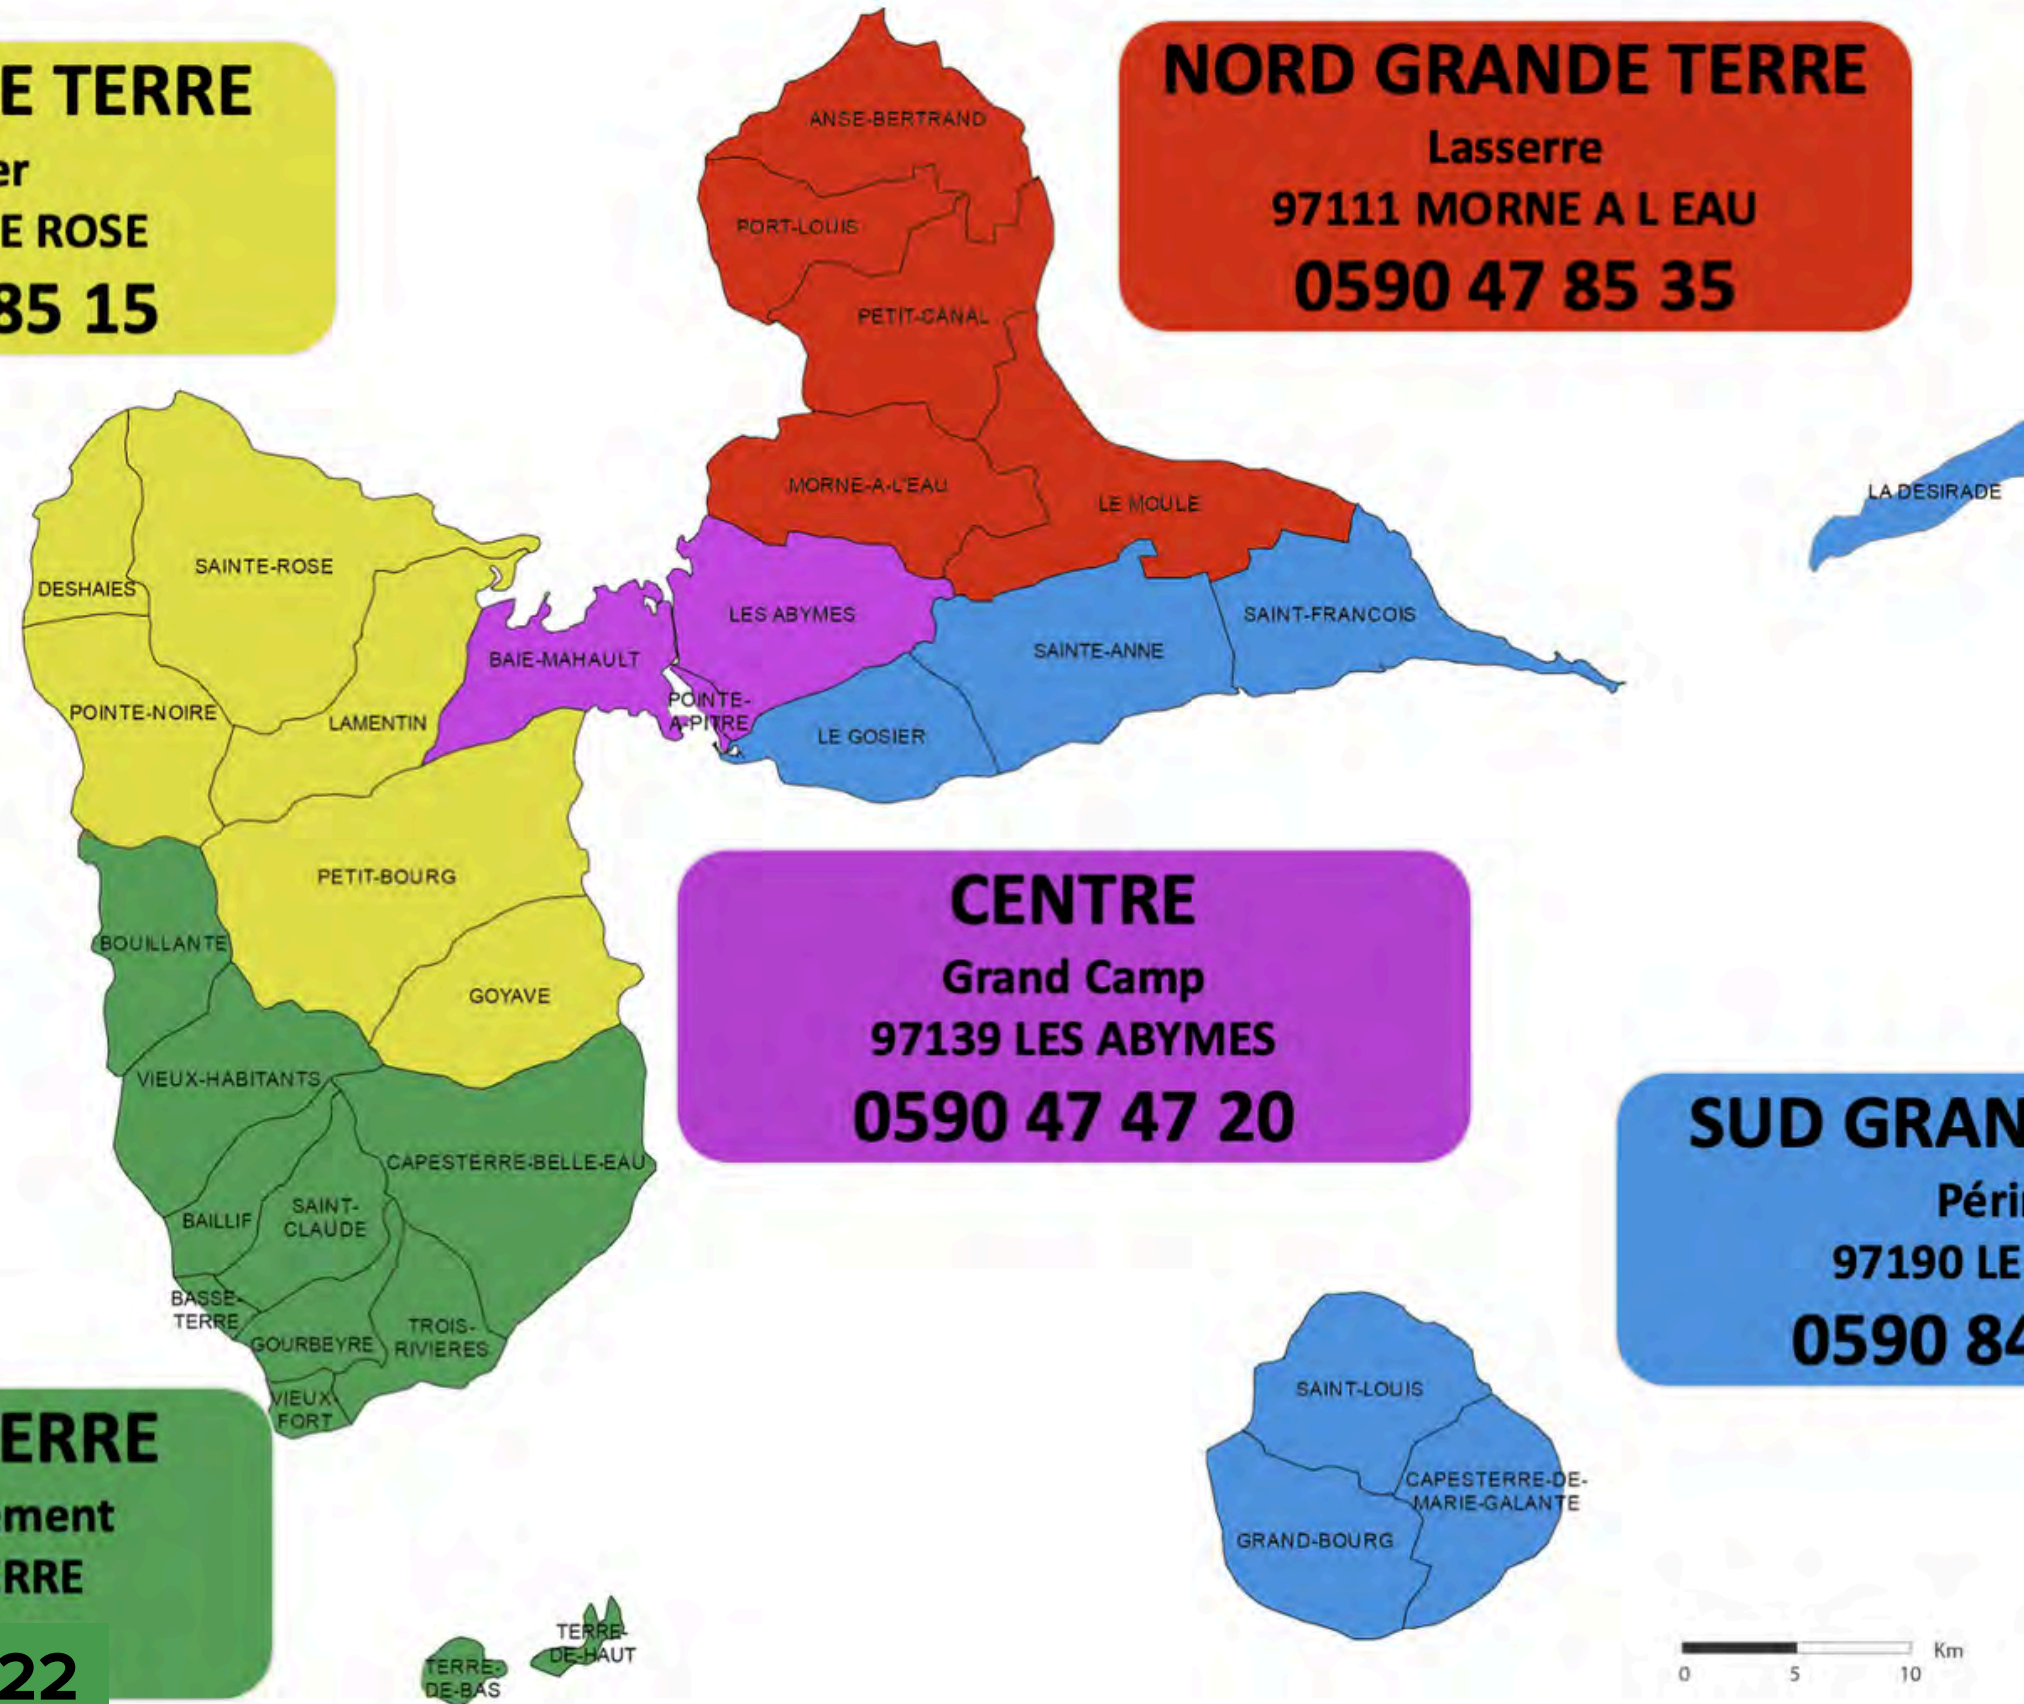 E TERRE
er
E ROSE
85 15
NORD GRANDE TERRE
Lasserre
97111 MORNE A L EAU
0590 47 85 35
ANSE-BERTRAND
PORT-LOUIS
PETIT-CANAL
MORNE-A-L'EAU
LE MOULE
LA DESIRADE
SAINTE-ROSE
DESHAIES
LES ABYMES
SAINT-FRANCOIS
SAINTE-ANNE
BAIE-MAHAULT
POINTE-
A-PITRE
POINTE-NOIRE
LAMENTIN
LE GOSIER
PETIT-BOURG
BOUILLANTE
GOYAVE
CENTRE
Grand Camp
97139 LES ABYMES
0590 47 47 20
VIEUX-HABITANTS
CAPESTERRE-BELLE-EAU
BAILLIF
SAINT-
CLAUDE
BASSE-
TERRE
GOURBEYRE
TROIS-
RIVIERES
VIEUX-
FORT
SUD GRAN
Péri
97190 LE
0590 84
SAINT-LOUIS
CAPESTERRE-DE-
MARIE-GALANTE
GRAND-BOURG
ERRE
ement
RRE
22
TERRE-
DE-HAUT
TERRE-
DE-BAS
Km
0 5 10